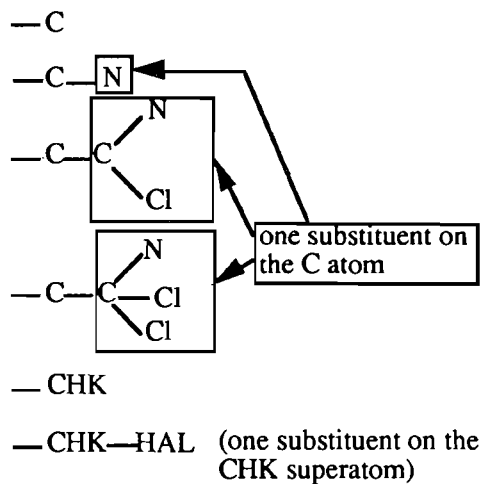 — C
— C — N
N
— C — C
Cl
one substituent on
the C atom
N
— C — C — Cl
Cl
— CHK
— CHK — HAL (one substituent on the
CHK superatom)